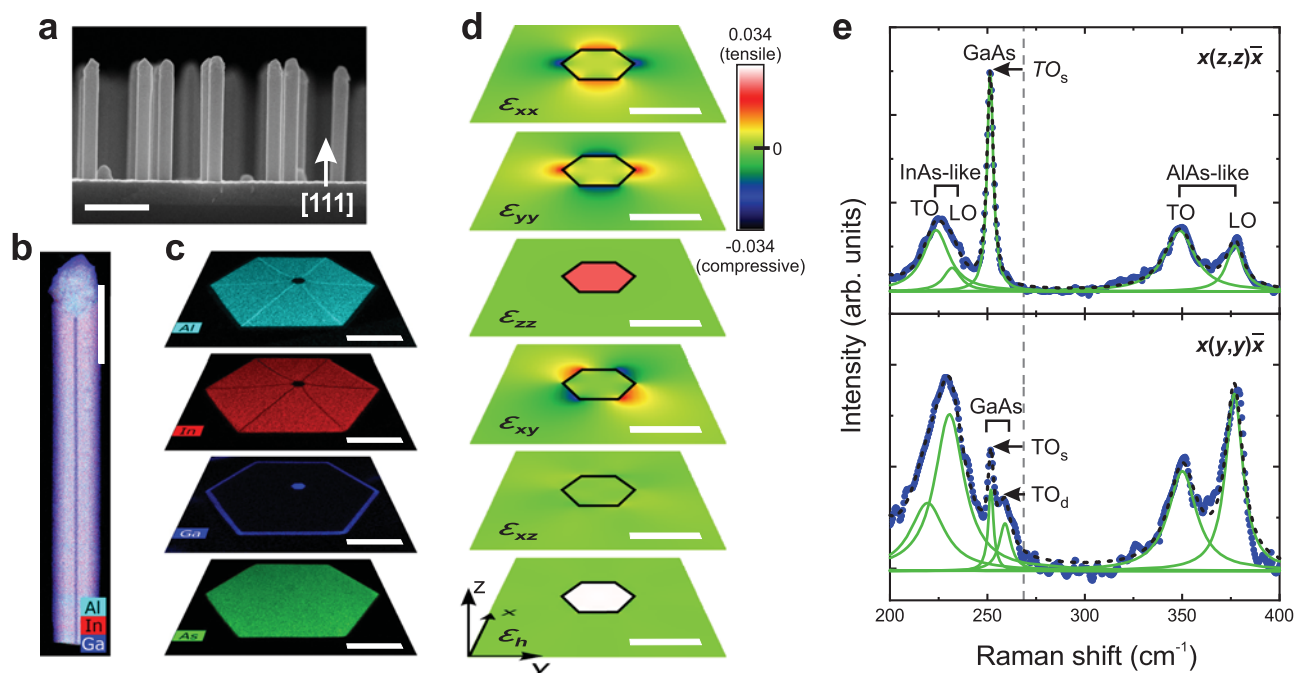 a
[111]
b
Al
In
Ga
c
Al
In
Ga
As
d
0.034
(tensile)
0
-0.034
(compressive)
εxx
εyy
εzz
εxy
εxz
εh
z
x
y
e
x(z,z)x̅
GaAs
TOs
InAs-like
TO
LO
AlAs-like
TO
LO
x(y,y)x̅
GaAs
TOs
TOd
Intensity (arb. units)
200
250
300
350
400
Raman shift (cm⁻¹)